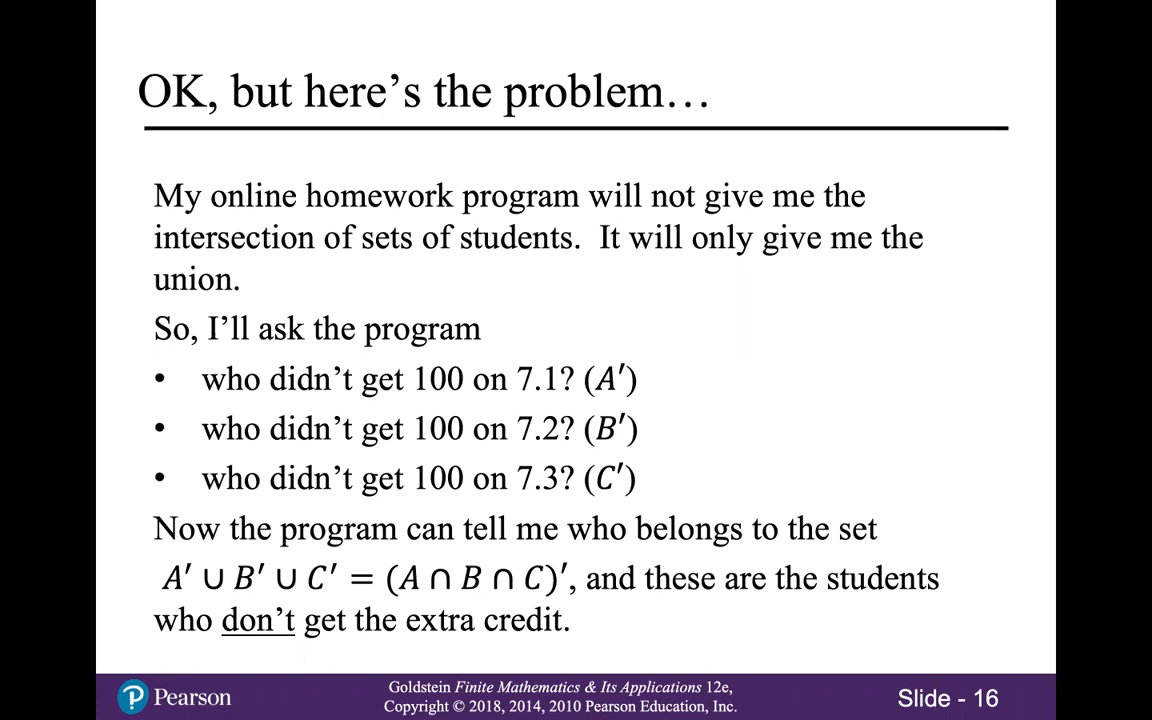 OK, but here’s the problem…
My online homework program will not give me the
intersection of sets of students. It will only give me the
union.
So, I’ll ask the program
• who didn’t get 100 on 7.1? (A′)
• who didn’t get 100 on 7.2? (B′)
• who didn’t get 100 on 7.3? (C′)
Now the program can tell me who belongs to the set
A′ ∪ B′ ∪ C′ = (A ∩ B ∩ C)′, and these are the students
who don’t get the extra credit.
P Pearson
Goldstein Finite Mathematics & Its Applications 12e,
Copyright © 2018, 2014, 2010 Pearson Education, Inc.
Slide - 16